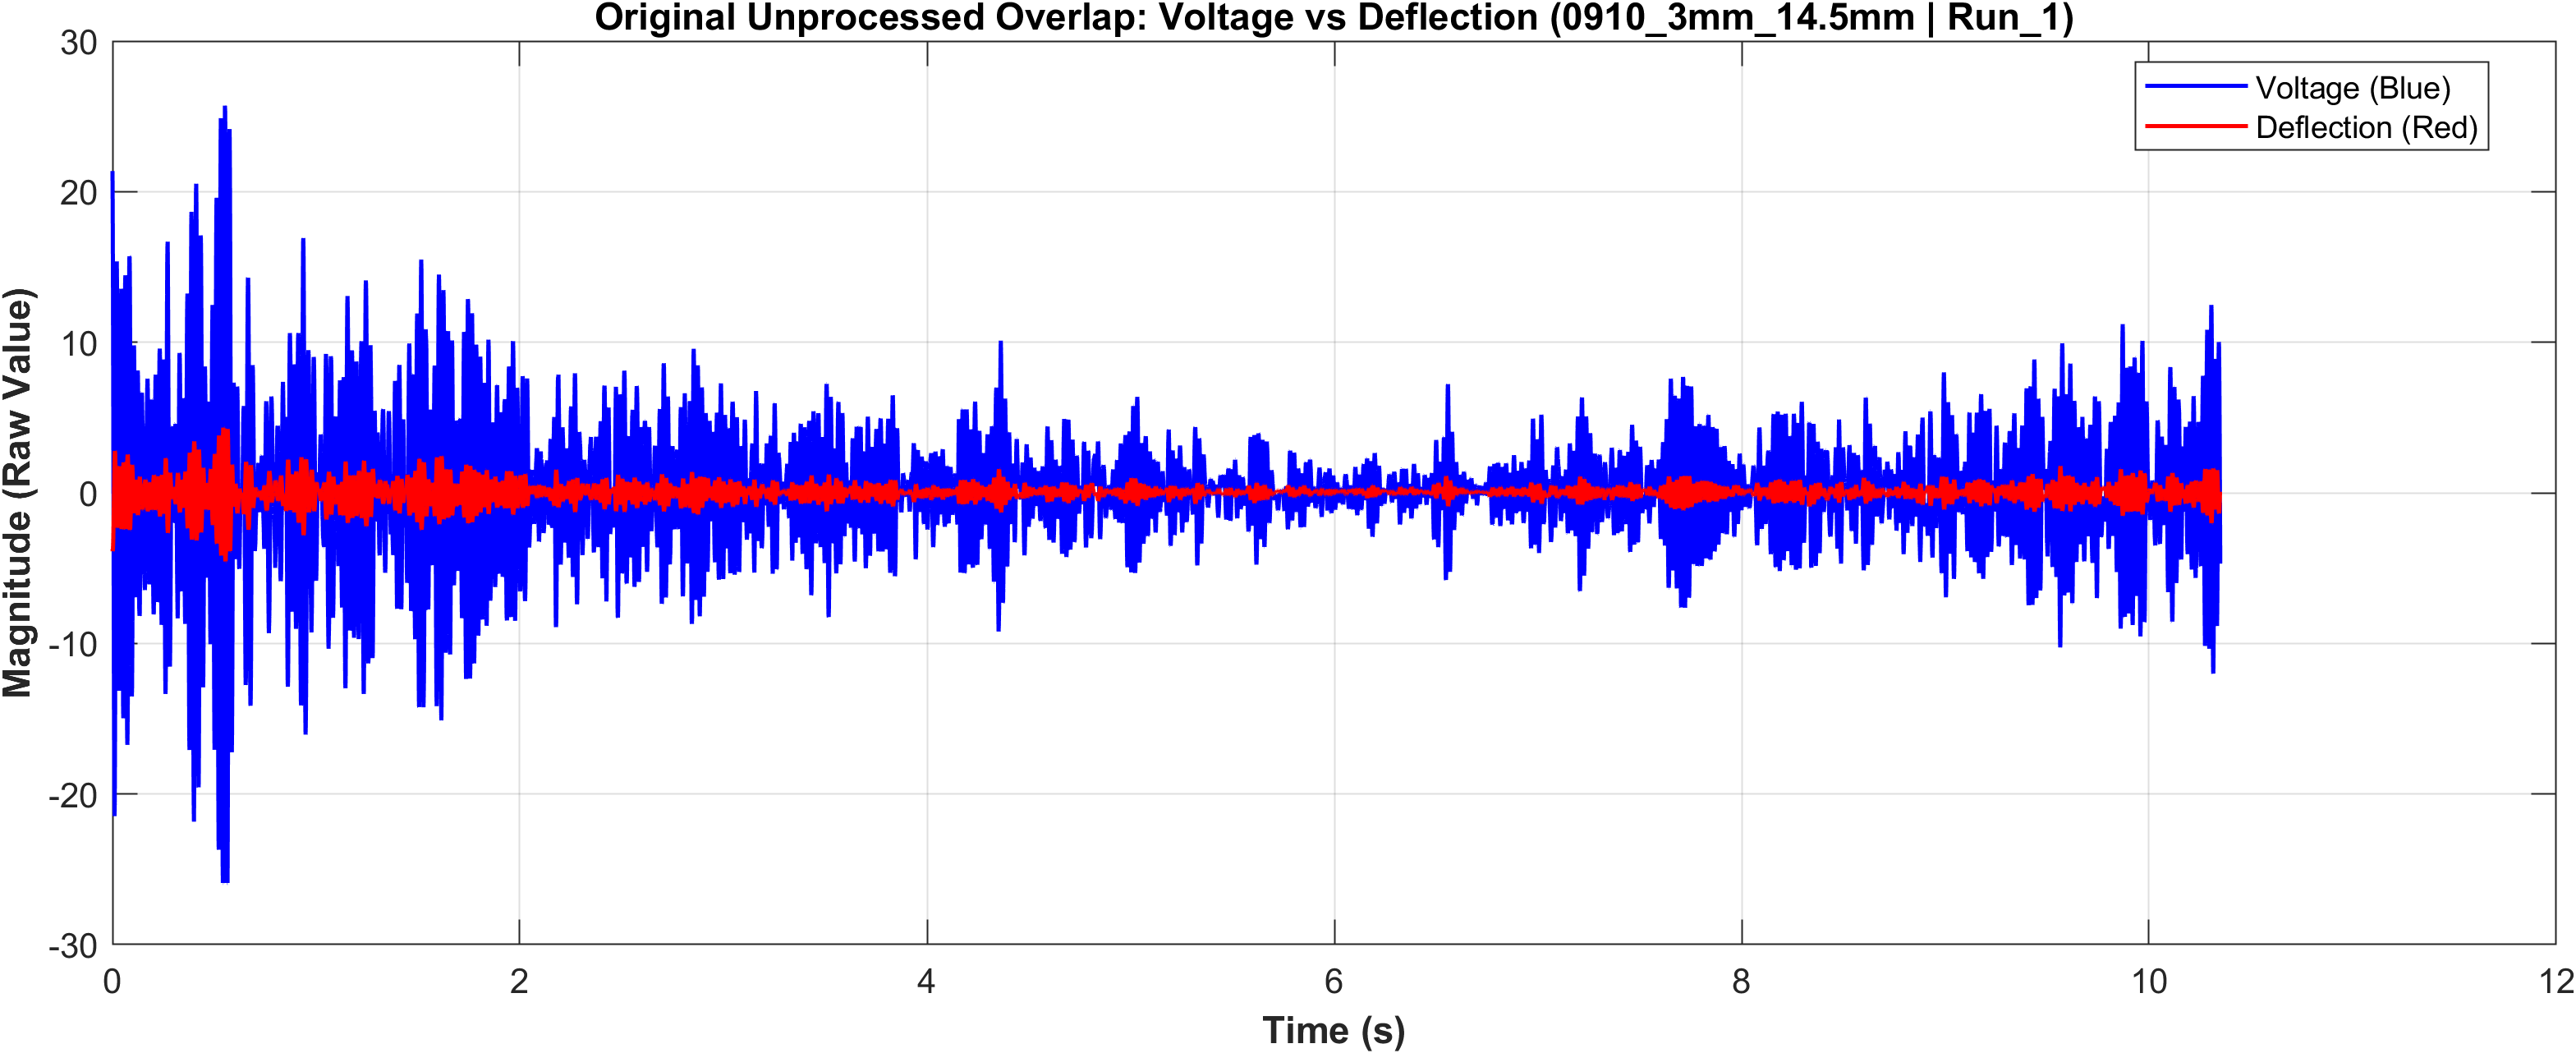 Original Unprocessed Overlap: Voltage vs Deflection (0910_3mm_14.5mm | Run_1)
30
20
10
0
-10
-20
-30
Magnitude (Raw Value)
Voltage (Blue)
Deflection (Red)
0 2 4 6 8 10 12
Time (s)